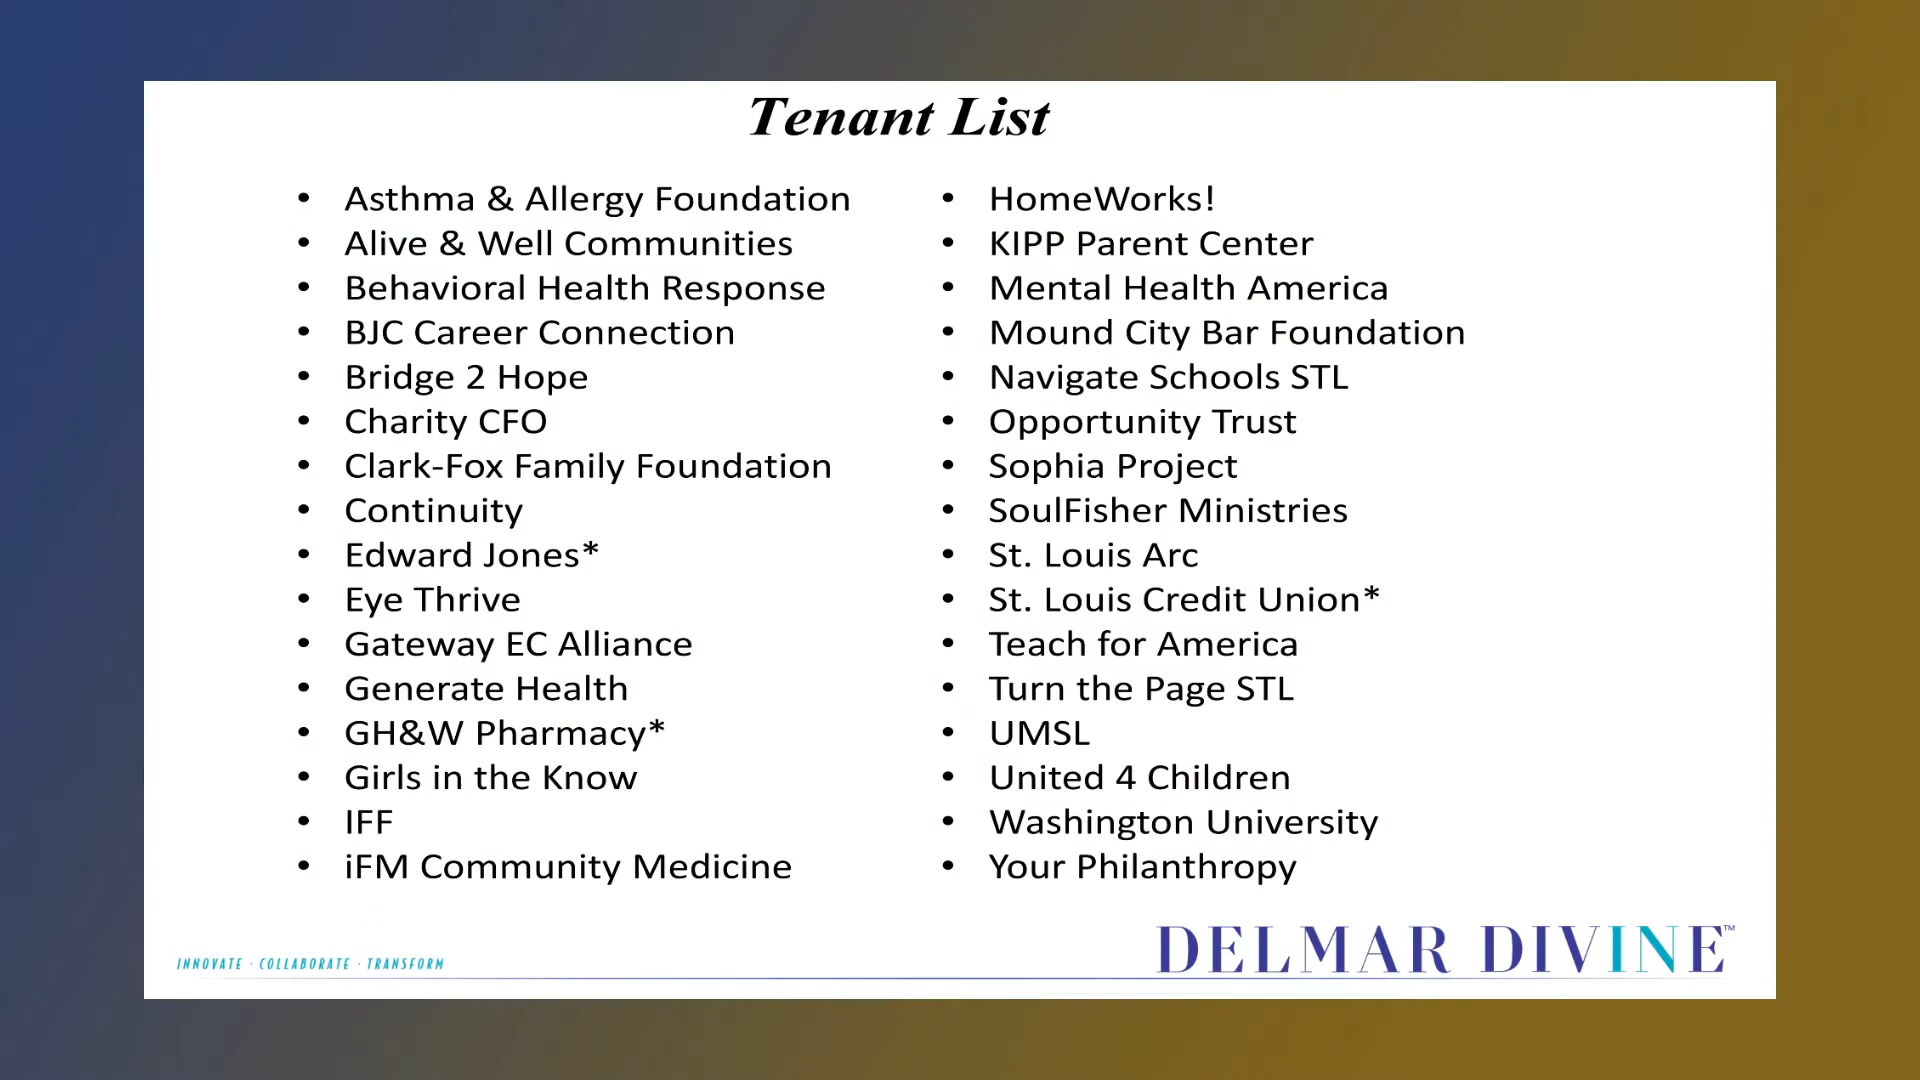 Tenant List
• Asthma & Allergy Foundation
• Alive & Well Communities
• Behavioral Health Response
• BJC Career Connection
• Bridge 2 Hope
• Charity CFO
• Clark-Fox Family Foundation
• Continuity
• Edward Jones*
• Eye Thrive
• Gateway EC Alliance
• Generate Health
• GH&W Pharmacy*
• Girls in the Know
• IFF
• iFM Community Medicine
• HomeWorks!
• KIPP Parent Center
• Mental Health America
• Mound City Bar Foundation
• Navigate Schools STL
• Opportunity Trust
• Sophia Project
• SoulFisher Ministries
• St. Louis Arc
• St. Louis Credit Union*
• Teach for America
• Turn the Page STL
• UMSL
• United 4 Children
• Washington University
• Your Philanthropy
INNOVATE · COLLABORATE · TRANSFORM
DELMAR DIVINE™